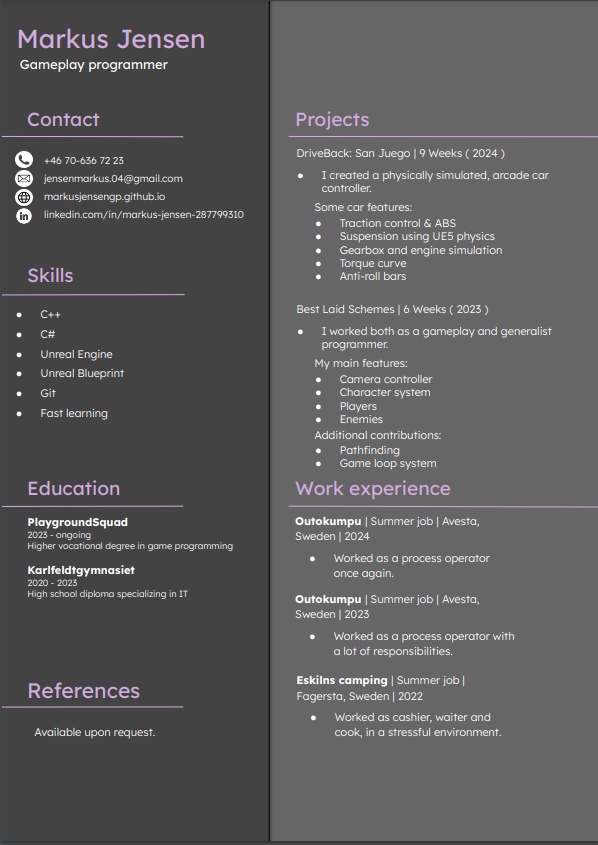 Markus Jensen
Gameplay programmer
Contact
+46 70-636 72 23
jensenmarkus.04@gmail.com
markusjensengp.github.io
linkedin.com/in/markus-jensen-287799310
Skills
● C++
● C#
● Unreal Engine
● Unreal Blueprint
● Git
● Fast learning
Education
PlaygroundSquad
2023 - ongoing
Higher vocational degree in game programming
Karlfeldtgymnasiet
2020 - 2023
High school diploma specializing in IT
References
Available upon request.
Projects
DriveBack: San Juego | 9 Weeks ( 2024 )
● I created a physically simulated, arcade car
controller.
Some car features:
● Traction control & ABS
● Suspension using UE5 physics
● Gearbox and engine simulation
● Torque curve
● Anti-roll bars
Best Laid Schemes | 6 Weeks ( 2023 )
● I worked both as a gameplay and generalist
programmer.
My main features:
● Camera controller
● Character system
● Players
● Enemies
Additional contributions:
● Pathfinding
● Game loop system
Work experience
Outokumpu | Summer job | Avesta,
Sweden | 2024
● Worked as a process operator
once again.
Outokumpu | Summer job | Avesta,
Sweden | 2023
● Worked as a process operator with
a lot of responsibilities.
Eskilns camping | Summer job |
Fagersta, Sweden | 2022
● Worked as cashier, waiter and
cook, in a stressful environment.